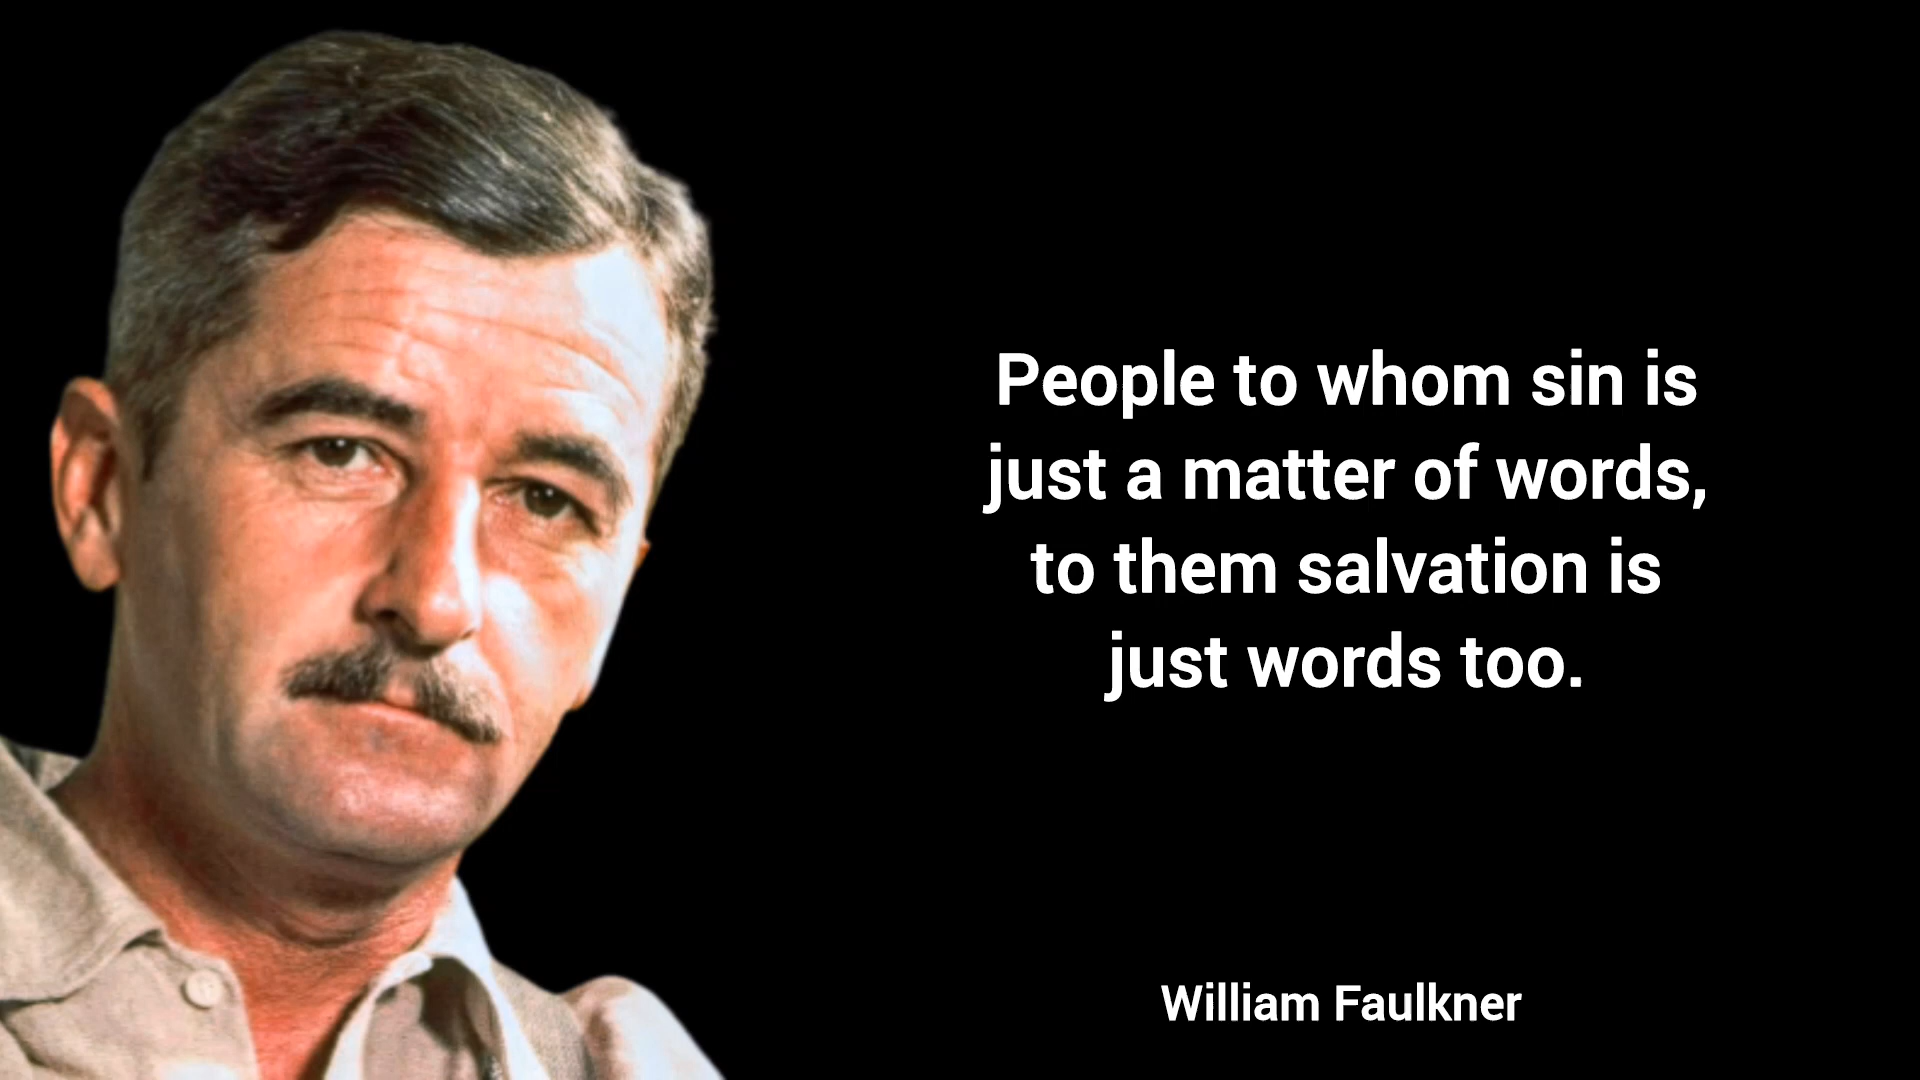 People to whom sin is
just a matter of words,
to them salvation is
just words too.
William Faulkner